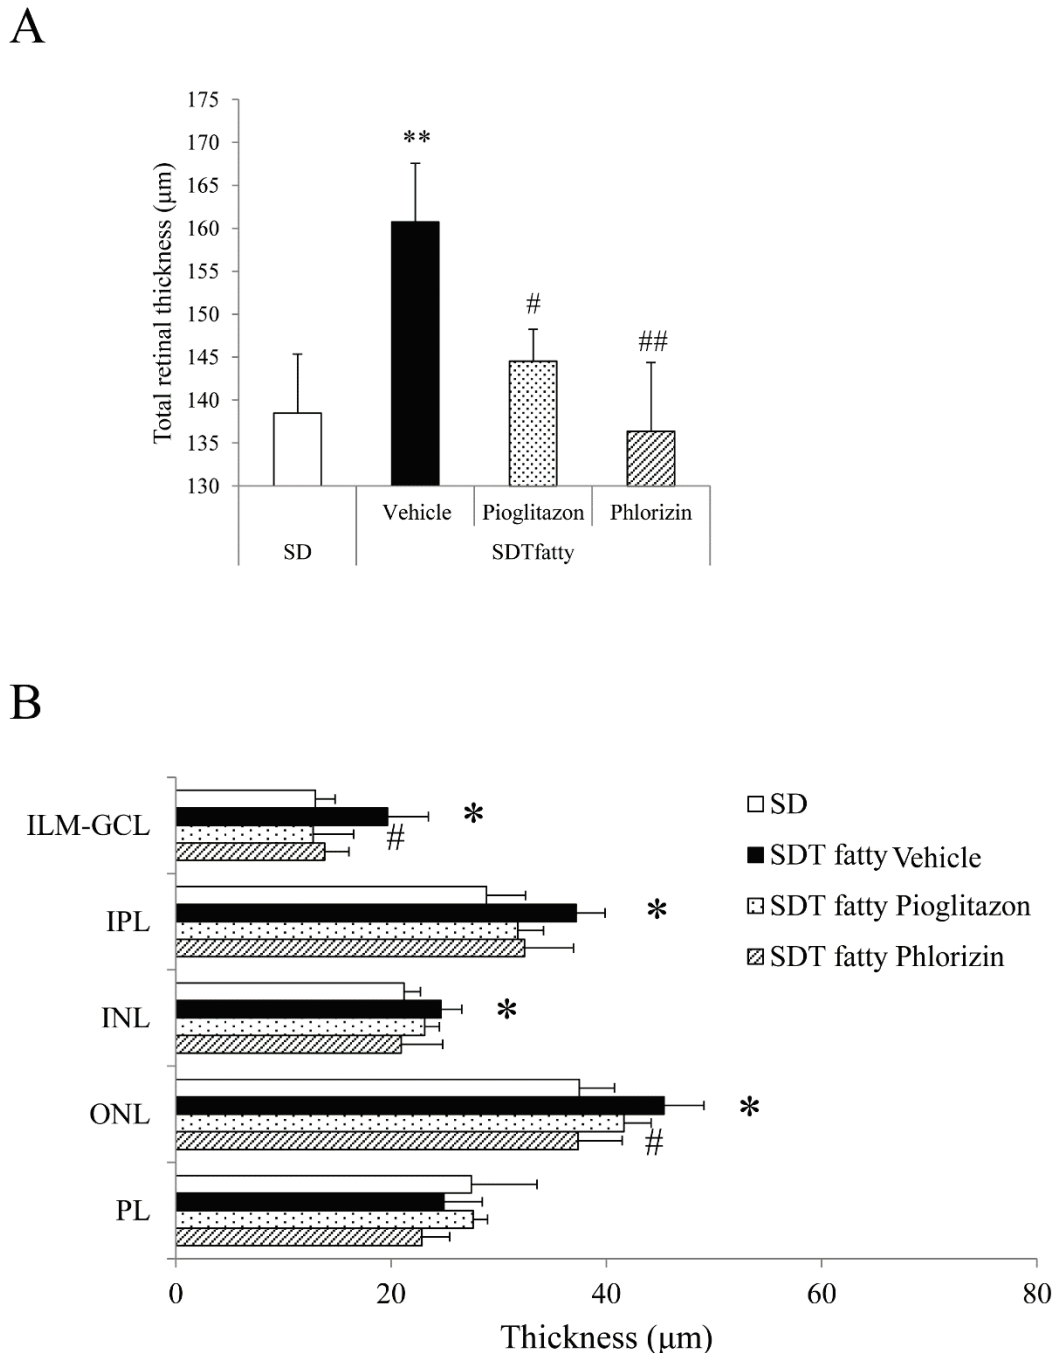 A
Total retinal thickness (μm)
175
170
165
160
155
150
145
140
135
130
**
#
##
Vehicle
Pioglitazon
Phlorizin
SD
SDTfatty
B
ILM-GCL
IPL
INL
ONL
PL
*
#
*
*
*
#
SD
SDT fatty Vehicle
SDT fatty Pioglitazon
SDT fatty Phlorizin
0 20 40 60 80
Thickness (μm)